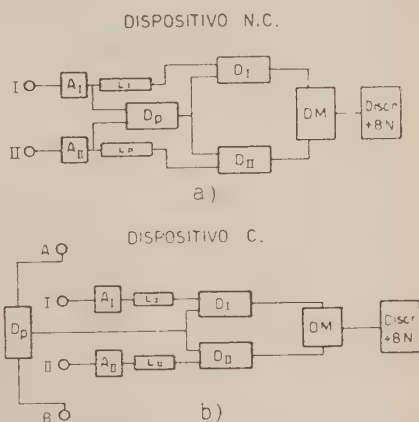 DISPOSITIVO N.C.
I A_I L_I D_I
D_P DM Discr. +8N
II A_II L_II D_II
a)
DISPOSITIVO C.
A
I A_I L_I D_I
D_P DM Discr. +8N
II A_II L_II D_II
B
b)